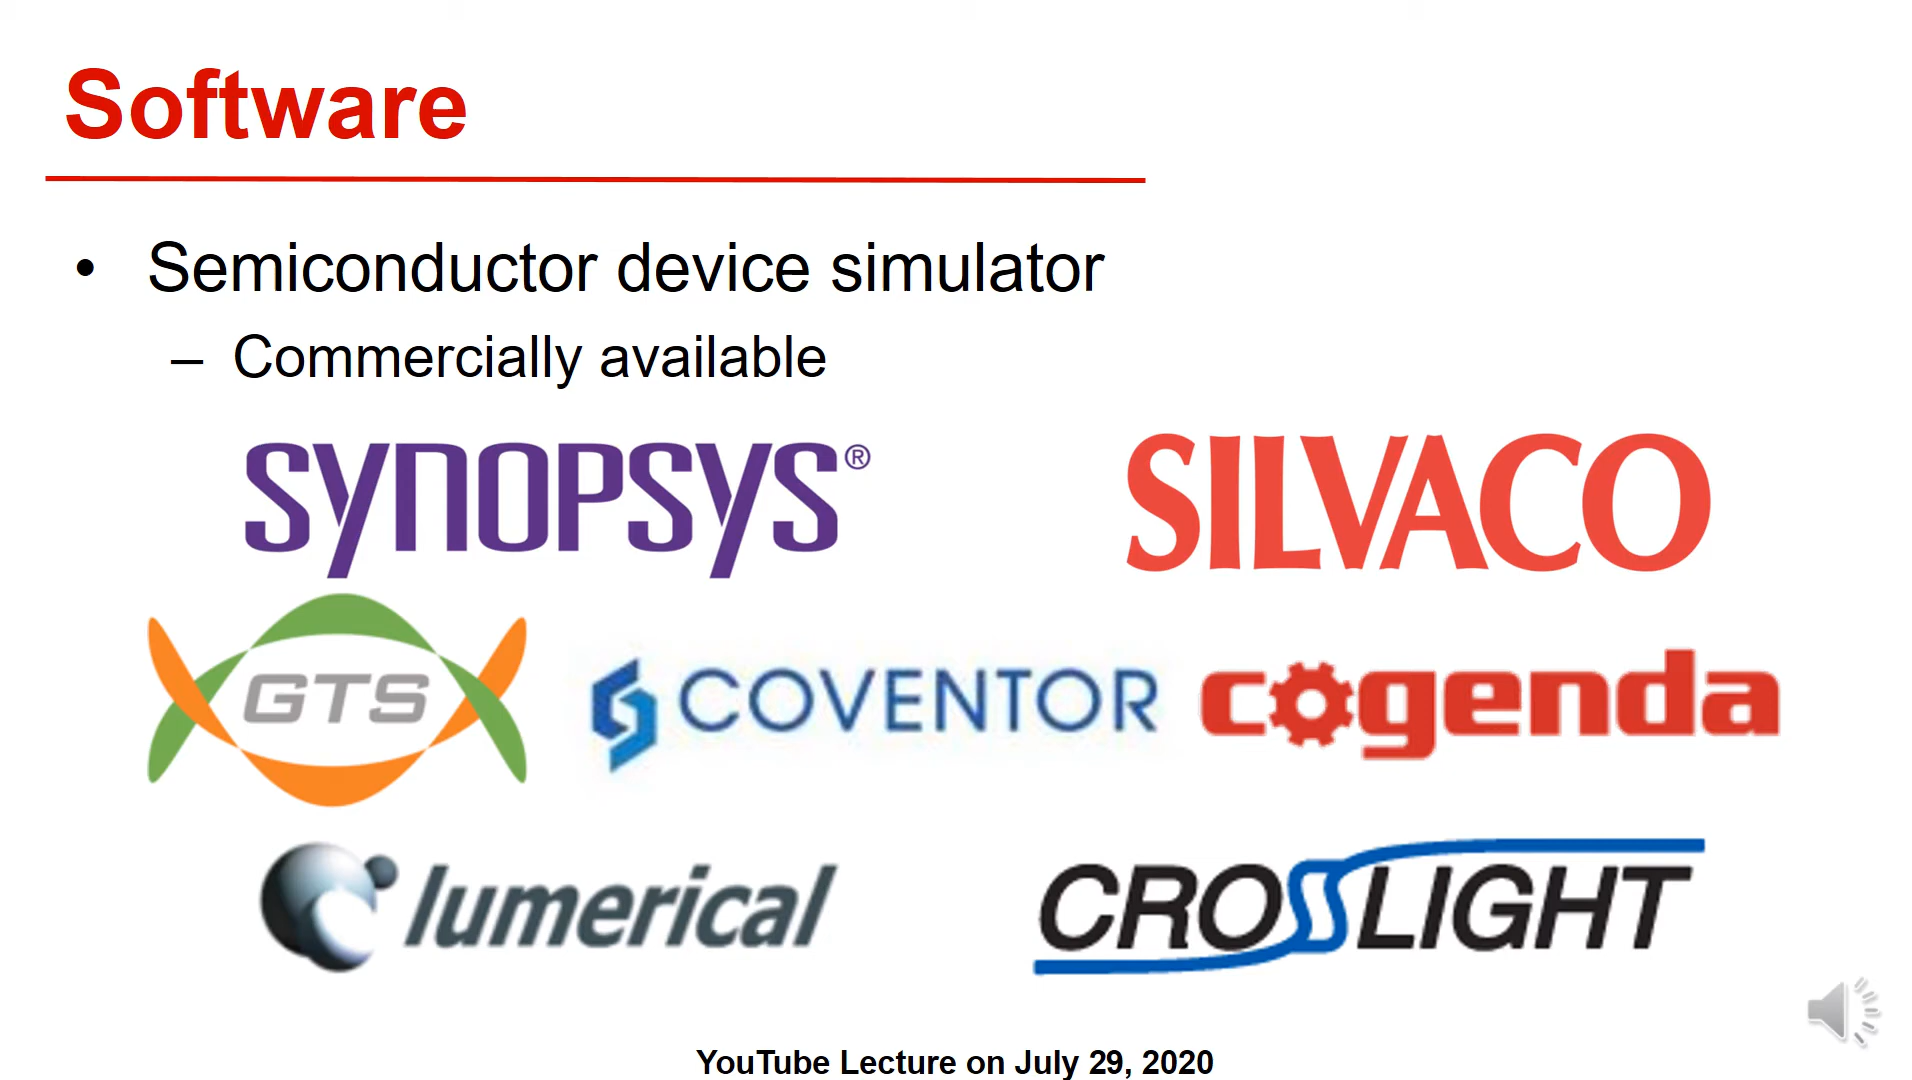 Software
• Semiconductor device simulator
– Commercially available
SYNOPSYS® SILVACO
GTS COVENTOR cogenda
lumerical CROSSLIGHT
YouTube Lecture on July 29, 2020